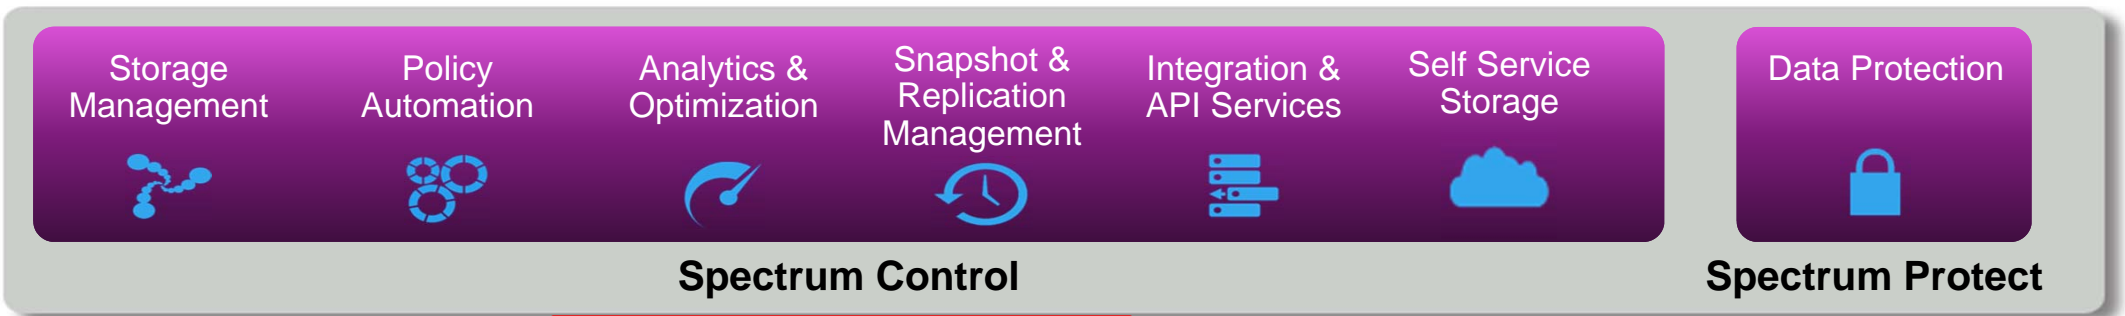 Storage
Management
Policy
Automation
Analytics &
Optimization
Snapshot &
Replication
Management
Integration &
API Services
Self Service
Storage
Data Protection
Spectrum Control
Spectrum Protect